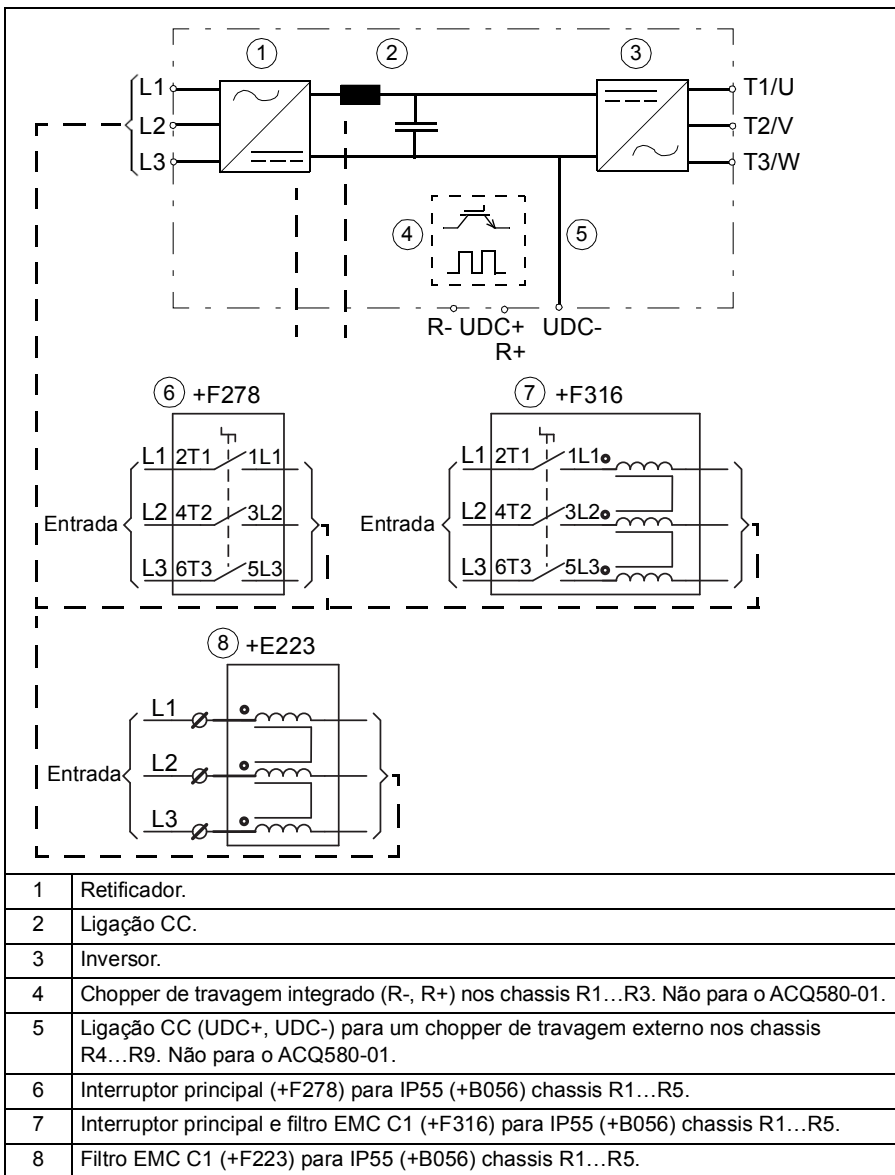 1 2 3
L1 T1/U
L2 T2/V
L3 T3/W
4 5
R- UDC+ UDC-
R+
6 +F278
L1 2T1 1L1
Entrada L2 4T2 3L2
L3 6T3 5L3
7 +F316
L1 2T1 1L1
Entrada L2 4T2 3L2
L3 6T3 5L3
8 +E223
L1
Entrada L2
L3
1 Retificador.
2 Ligação CC.
3 Inversor.
4 Chopper de travagem integrado (R-, R+) nos chassis R1…R3. Não para o ACQ580-01.
5 Ligação CC (UDC+, UDC-) para um chopper de travagem externo nos chassis
R4…R9. Não para o ACQ580-01.
6 Interruptor principal (+F278) para IP55 (+B056) chassis R1…R5.
7 Interruptor principal e filtro EMC C1 (+F316) para IP55 (+B056) chassis R1…R5.
8 Filtro EMC C1 (+F223) para IP55 (+B056) chassis R1…R5.